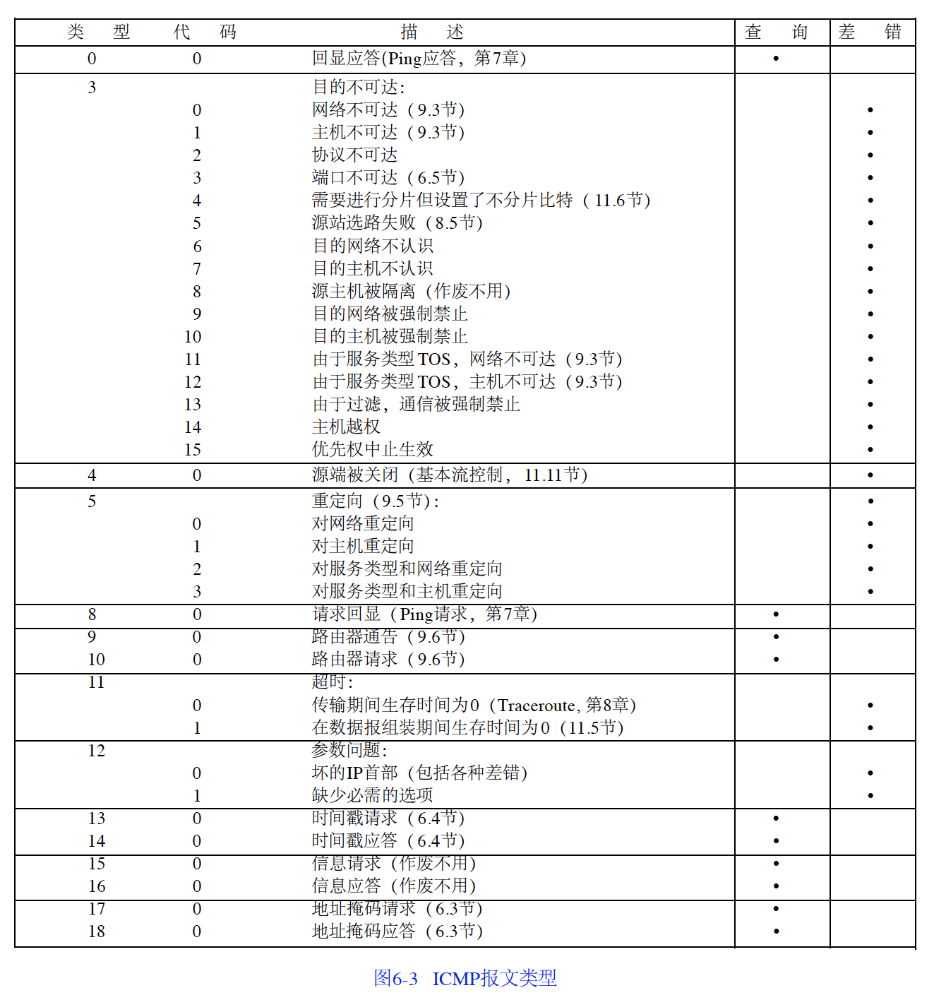 类 型 代 码 描 述 查 询 差 错
0 0 回显应答(Ping应答，第7章) •
3 目的不可达:
0 网络不可达 (9.3节) •
1 主机不可达 (9.3节) •
2 协议不可达 •
3 端口不可达 (6.5节) •
4 需要进行分片但设置了不分片比特 (11.6节) •
5 源站选路失败 (8.5节) •
6 目的网络不认识 •
7 目的主机不认识 •
8 源主机被隔离 (作废不用) •
9 目的网络被强制禁止 •
10 目的主机被强制禁止 •
11 由于服务类型TOS，网络不可达 (9.3节) •
12 由于服务类型TOS，主机不可达 (9.3节) •
13 由于过滤，通信被强制禁止 •
14 主机越权 •
15 优先权中止生效 •
4 0 源端被关闭 (基本流控制，11.11节) •
5 重定向 (9.5节): •
0 对网络重定向 •
1 对主机重定向 •
2 对服务类型和网络重定向 •
3 对服务类型和主机重定向 •
8 0 请求回显 (Ping请求，第7章) •
9 0 路由器通告 (9.6节) •
10 0 路由器请求 (9.6节) •
11 超时:
0 传输期间生存时间为0 (Traceroute, 第8章) •
1 在数据报组装期间生存时间为0 (11.5节) •
12 参数问题:
0 坏的IP首部 (包括各种差错) •
1 缺少必需的选项 •
13 0 时间戳请求 (6.4节) •
14 0 时间戳应答 (6.4节) •
15 0 信息请求 (作废不用) •
16 0 信息应答 (作废不用) •
17 0 地址掩码请求 (6.3节) •
18 0 地址掩码应答 (6.3节) •
图6-3 ICMP报文类型